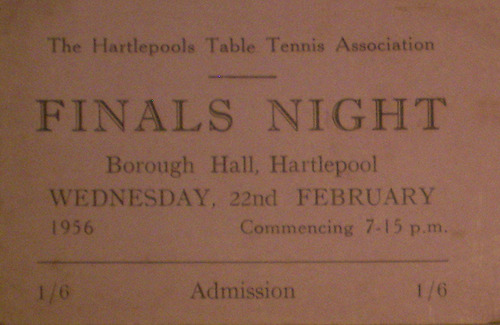 The Hartlepools Table Tennis Association
FINALS NIGHT
Borough Hall, Hartlepool
WEDNESDAY, 22nd FEBRUARY
1956 Commencing 7-15 p.m.
1/6 Admission 1/6